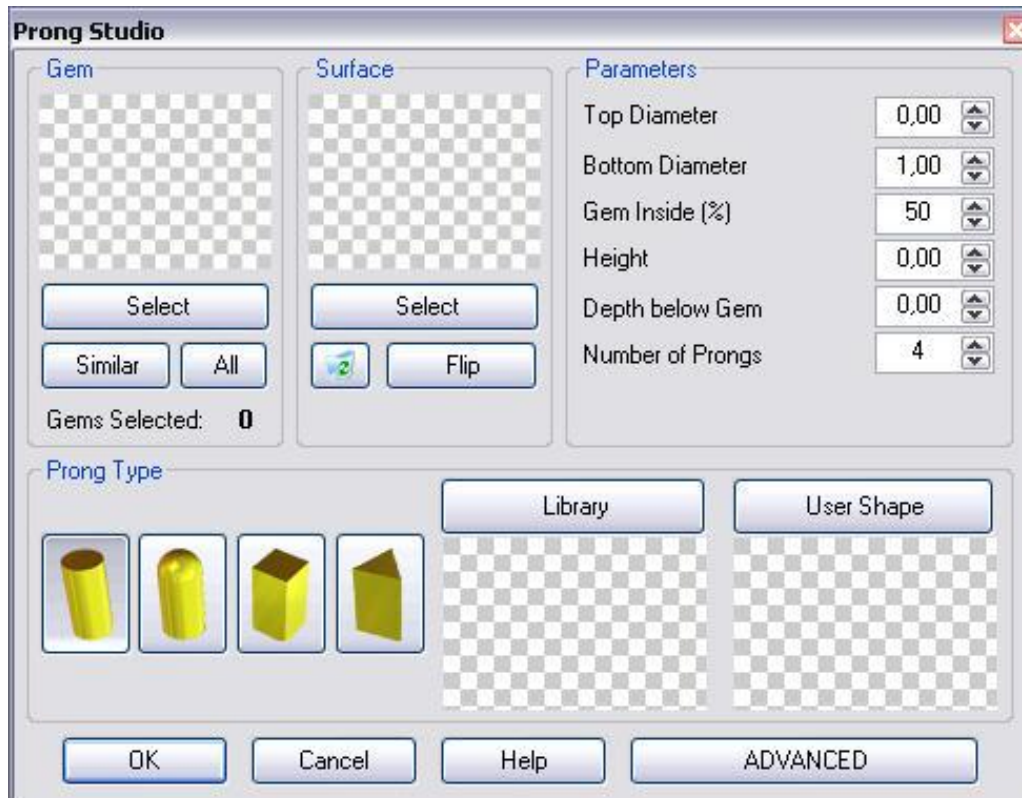 Prong Studio
Gem
Surface
Parameters
Top Diameter 0,00
Bottom Diameter 1,00
Gem Inside (%) 50
Height 0,00
Depth below Gem 0,00
Number of Prongs 4
Select
Select
Similar All
Flip
Gems Selected: 0
Prong Type
Library
User Shape
OK Cancel Help ADVANCED